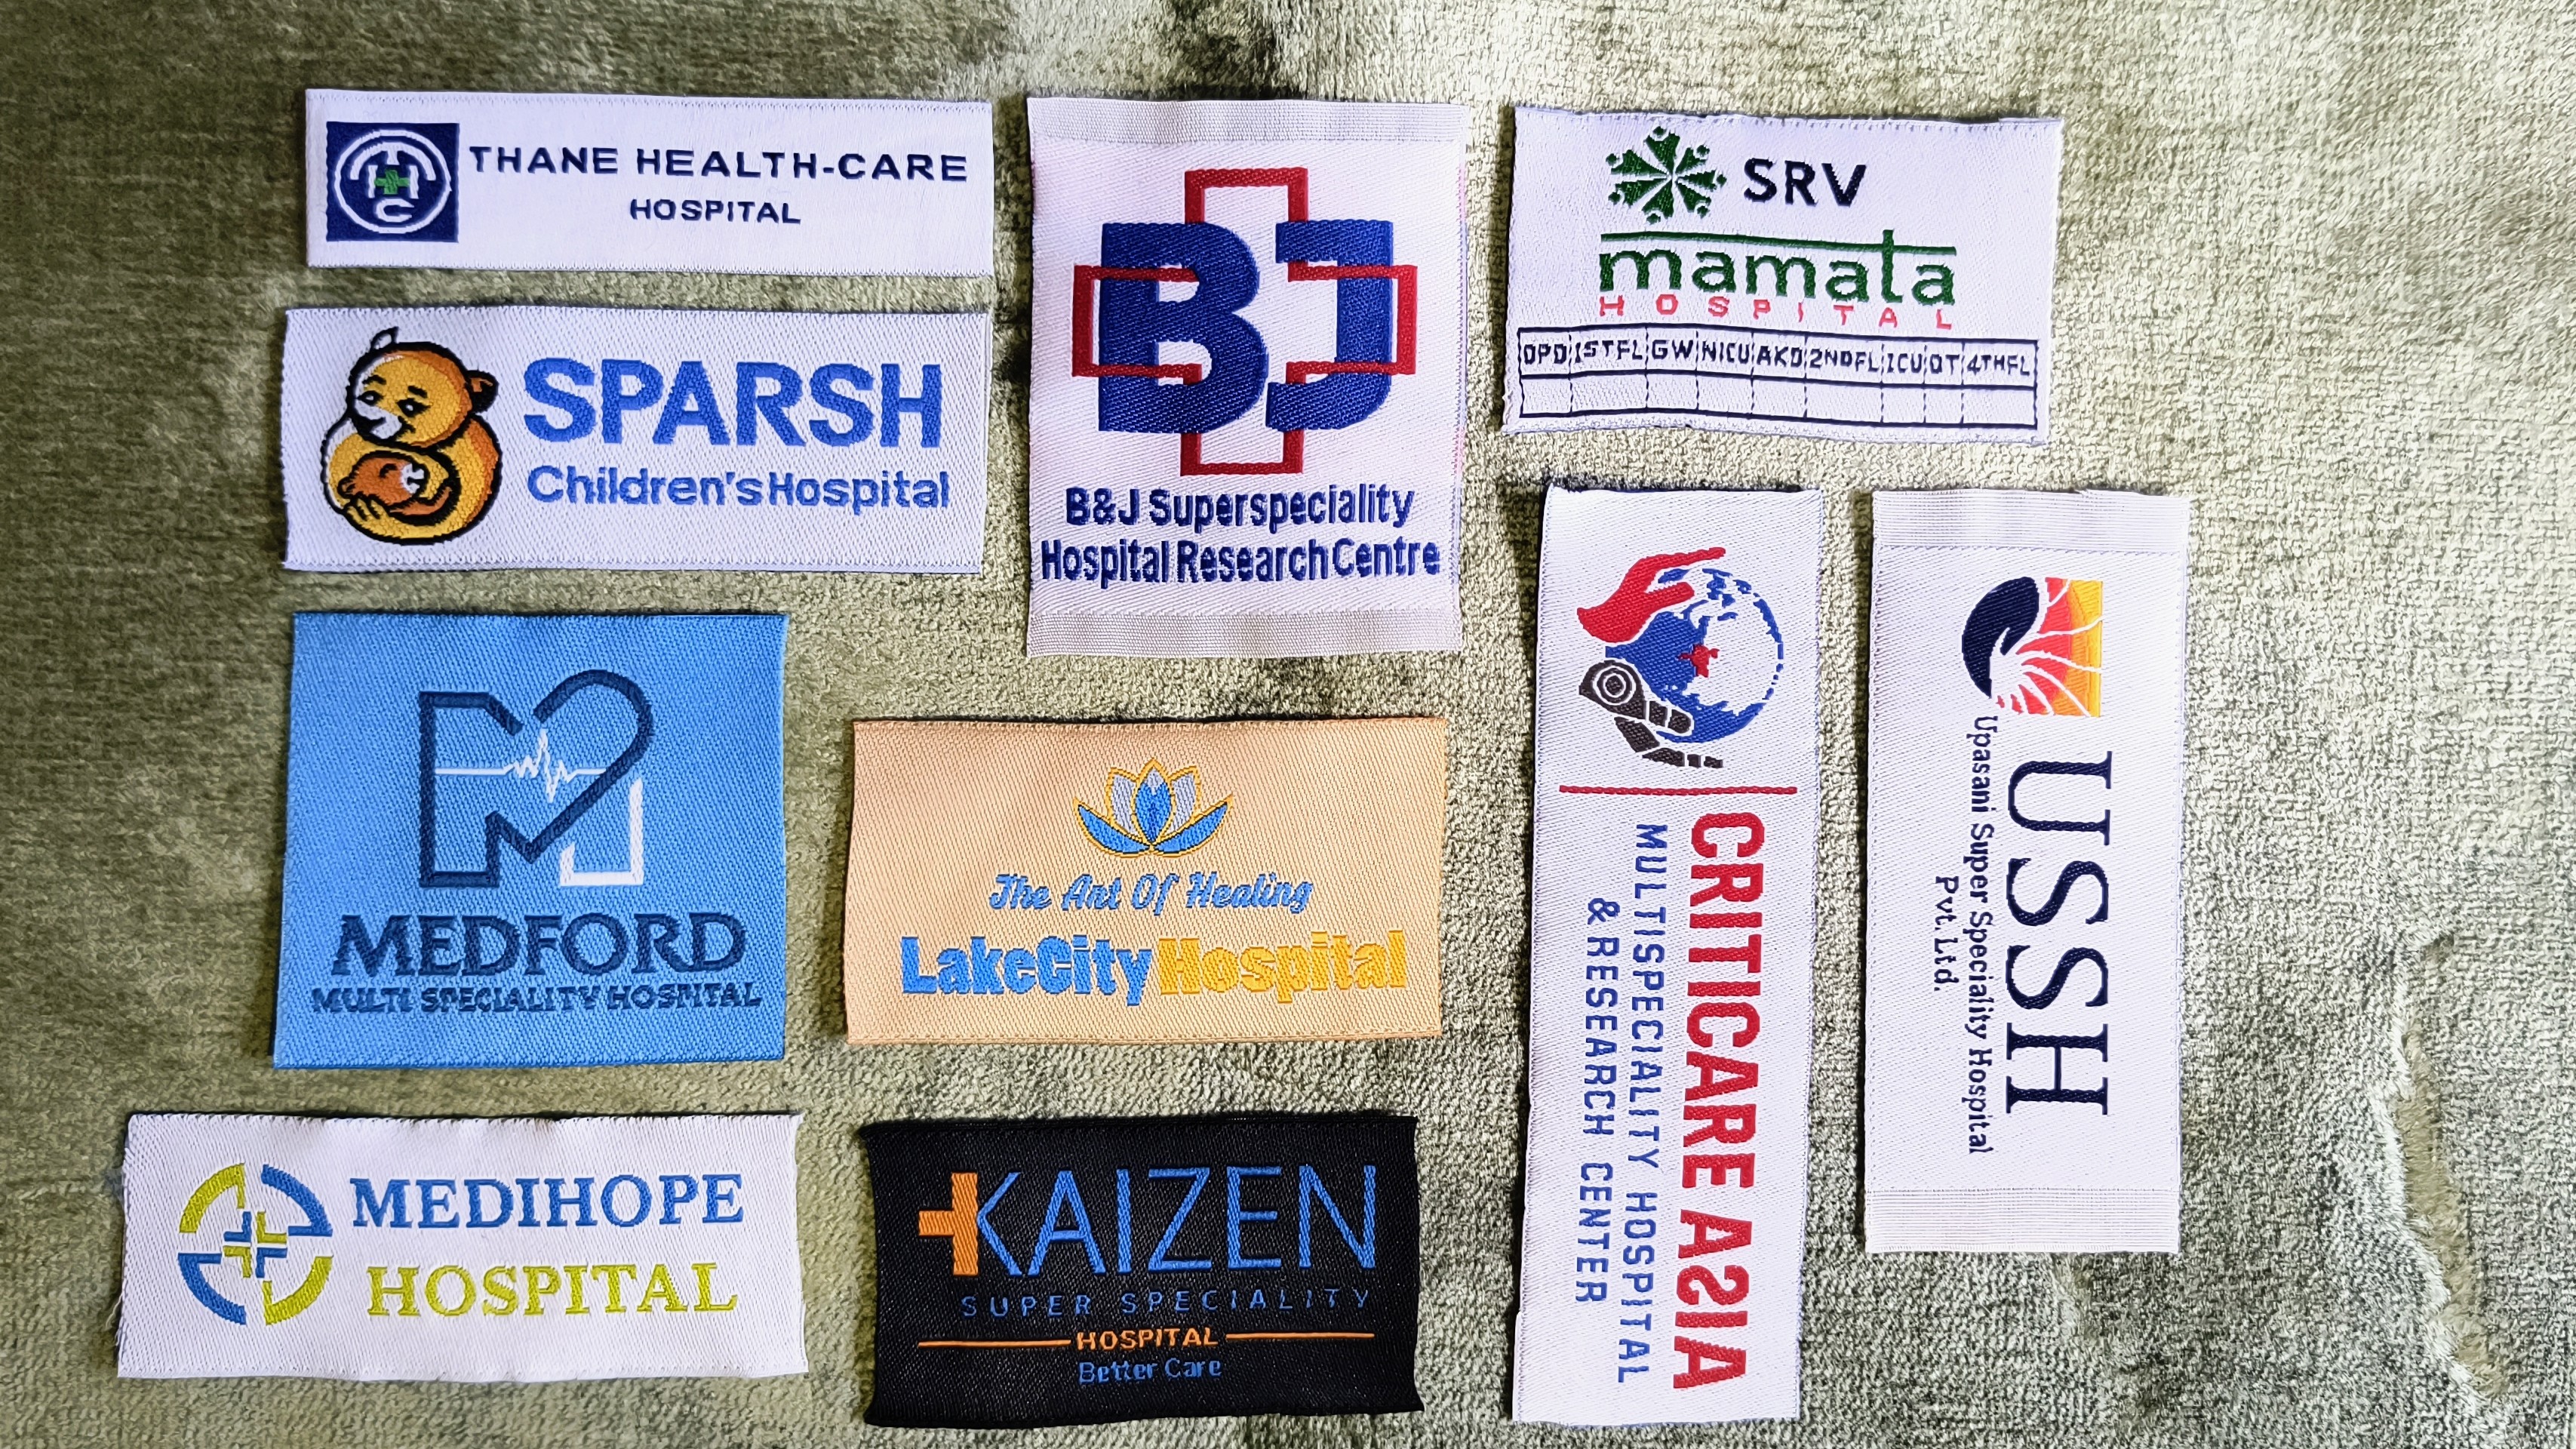 THANE HEALTH-CARE
HOSPITAL
SPARSH
Children's Hospital
BJ
B&J Superspeciality
Hospital Research Centre
SRV
mamata
HOSPITAL
OPD 1STFL GW NICU AKD 2NDFL ICU OT 4THFL
MEDFORD
MULTI SPECIALITY HOSPITAL
The Art Of Healing
LakeCity Hospital
CRITICARE ASIA
MULTISPECIALITY HOSPITAL
& RESEARCH CENTER
USSH
Upasani Super Speciality Hospital
Pvt. Ltd.
MEDIHOPE
HOSPITAL
KAIZEN
SUPER SPECIALITY
HOSPITAL
Better Care